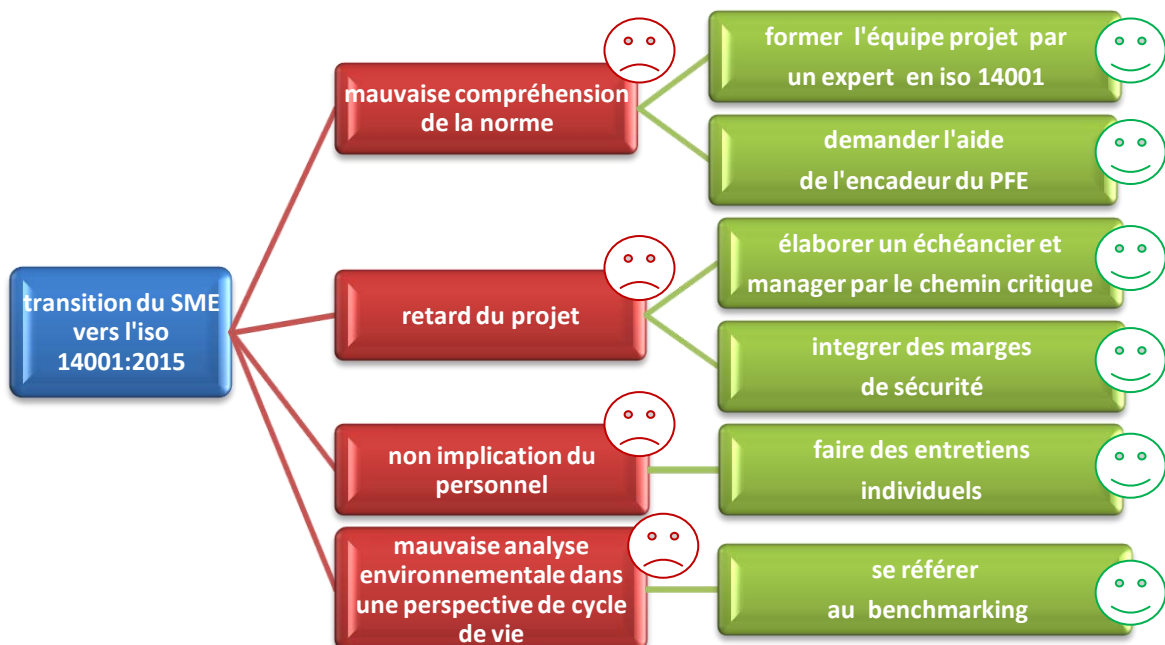 transition du SME
vers l'iso
14001:2015
mauvaise compréhension
de la norme
former l'équipe projet par
un expert en iso 14001
demander l'aide
de l'encadeur du PFE
retard du projet
élaborer un échéancier et
manager par le chemin critique
integrer des marges
de sécurité
non implication du
personnel
faire des entretiens
individuels
mauvaise analyse
environnementale dans
une perspective de cycle
de vie
se référer
au benchmarking